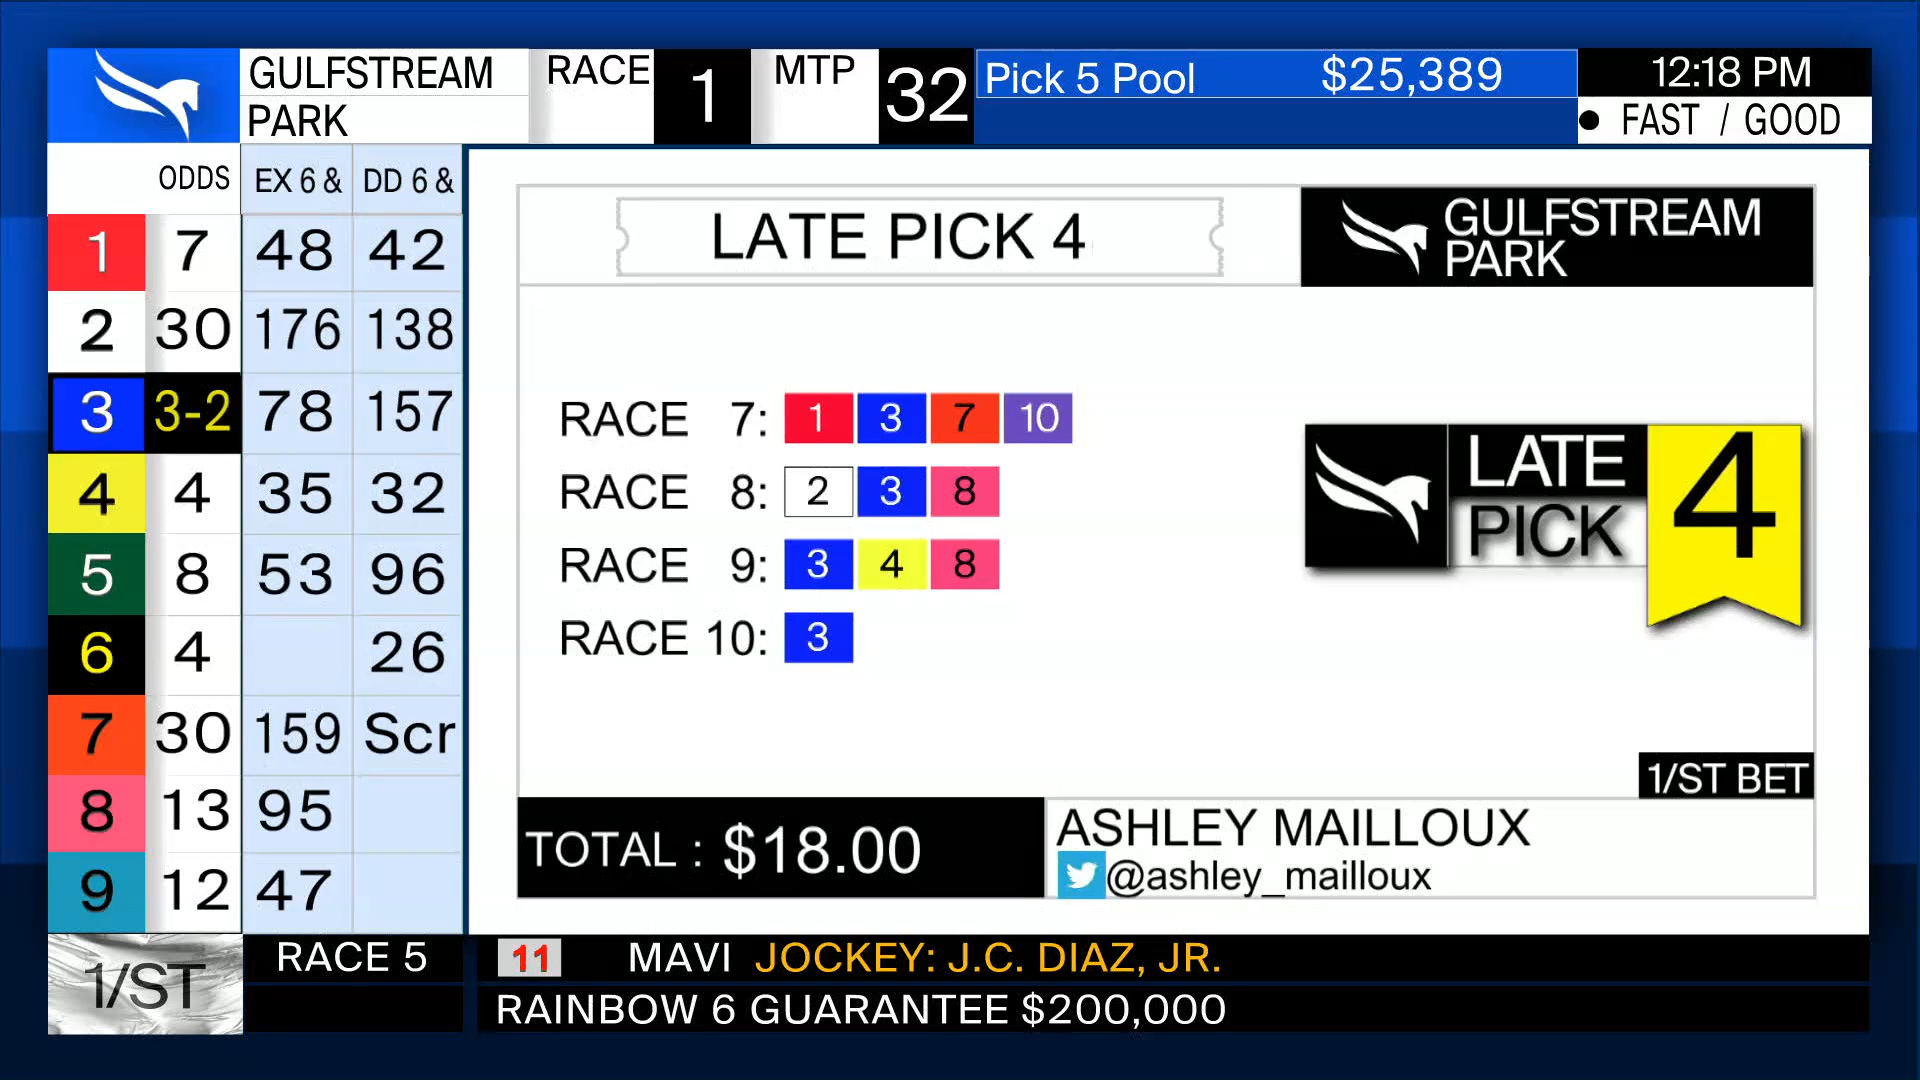 GULFSTREAM
PARK
RACE 1 MTP 32
Pick 5 Pool $25,389
12:18 PM
FAST / GOOD
ODDS EX 6 & DD 6 &
1 7 48 42
2 30 176 138
3 3-2 78 157
4 4 35 32
5 8 53 96
6 4 26
7 30 159 Scr
8 13 95
9 12 47
LATE PICK 4
GULFSTREAM
PARK
RACE 7: 1 3 7 10
RACE 8: 2 3 8
RACE 9: 3 4 8
RACE 10: 3
LATE
PICK
4
1/ST BET
TOTAL : $18.00
ASHLEY MAILLOUX
@ashley_mailloux
1/ST
RACE 5 11 MAVI JOCKEY: J.C. DIAZ, JR.
RAINBOW 6 GUARANTEE $200,000